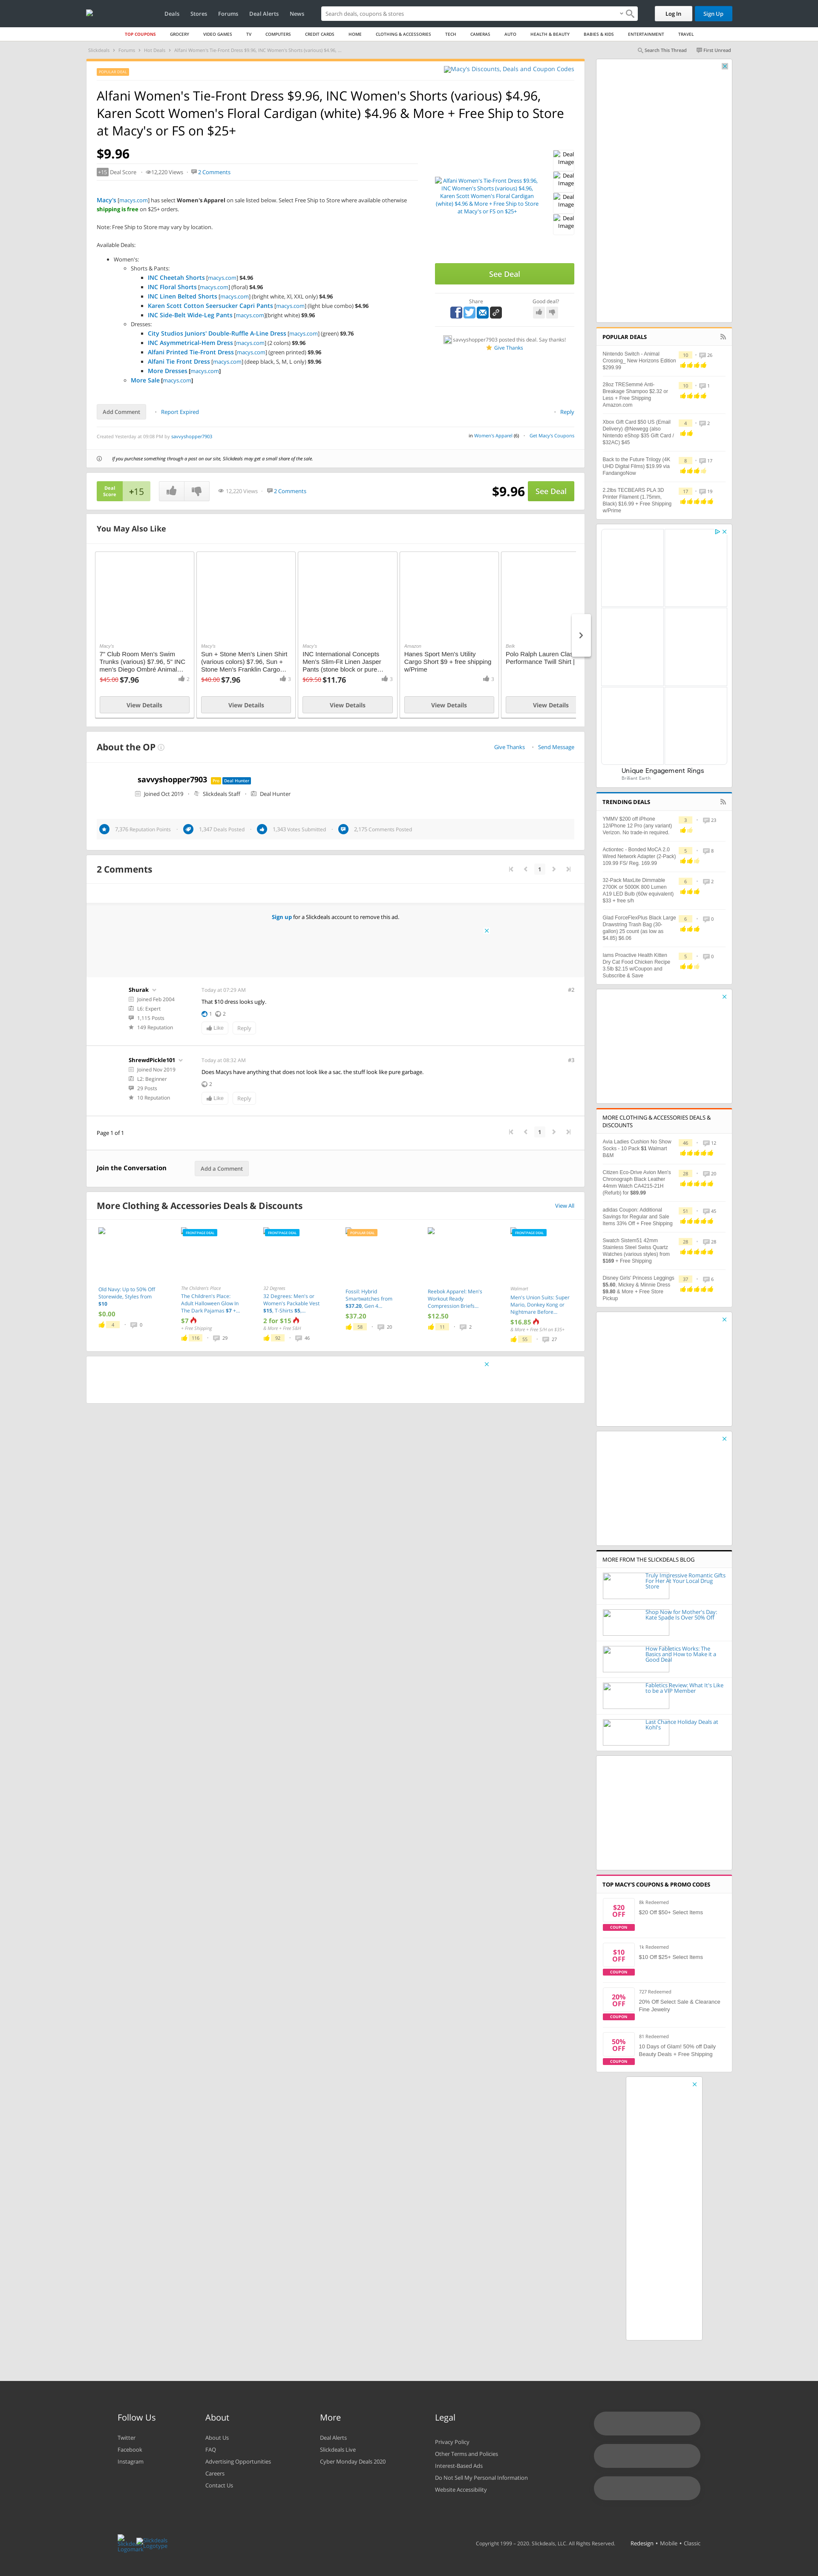 Deals
Stores
Forums
Deal Alerts
News
Search deals, coupons & stores
Log In
Sign Up
TOP COUPONS
GROCERY
VIDEO GAMES
TV
COMPUTERS
CREDIT CARDS
HOME
CLOTHING & ACCESSORIES
TECH
CAMERAS
AUTO
HEALTH & BEAUTY
BABIES & KIDS
ENTERTAINMENT
TRAVEL
Slickdeals > Forums > Hot Deals > Alfani Women's Tie-Front Dress $9.96, INC Women's Shorts (various) $4.96, ...
Search This Thread
First Unread
Macy's Discounts, Deals and Coupon Codes
Alfani Women's Tie-Front Dress $9.96, INC Women's Shorts (various) $4.96,
Karen Scott Women's Floral Cardigan (white) $4.96 & More + Free Ship to Store
at Macy's or FS on $25+
$9.96
+15 Deal Score
12,220 Views
2 Comments
Macy's [macys.com] has select Women's Apparel on sale listed below. Select Free Ship to Store where available otherwise
shipping is free on $25+ orders.
Note: Free Ship to Store may vary by location.
Available Deals:
Women's:
Shorts & Pants:
INC Cheetah Shorts [macys.com] $4.96
INC Floral Shorts [macys.com] (floral) $4.96
INC Linen Belted Shorts [macys.com] (bright white, Xl, XXL only) $4.96
Karen Scott Cotton Seersucker Capri Pants [macys.com] (light blue combo) $4.96
INC Side-Belt Wide-Leg Pants [macys.com](bright white) $9.96
Dresses:
City Studios Juniors' Double-Ruffle A-Line Dress [macys.com] (green) $9.76
INC Asymmetrical-Hem Dress [macys.com] (2 colors) $9.96
Alfani Printed Tie-Front Dress [macys.com] (green printed) $9.96
Alfani Tie Front Dress [macys.com] (deep black, S, M, L only) $9.96
More Dresses [macys.com]
More Sale [macys.com]
Alfani Women's Tie-Front Dress $9.96,
INC Women's Shorts (various) $4.96,
Karen Scott Women's Floral Cardigan
(white) $4.96 & More + Free Ship to Store
at Macy's or FS on $25+
Deal Image
Deal Image
Deal Image
Deal Image
See Deal
Share
Good deal?
savvyshopper7903 posted this deal. Say thanks!
Give Thanks
Add Comment
Report Expired
Reply
Created Yesterday at 09:08 PM by savvyshopper7903
in Women's Apparel (6)
Get Macy's Coupons
If you purchase something through a post on our site, Slickdeals may get a small share of the sale.
Deal Score
+15
12,220 Views
2 Comments
$9.96
See Deal
You May Also Like
Macy's
7" Club Room Men's Swim
Trunks (various) $7.96, 5" INC
men's Diego Ombré Animal...
$45.00 $7.96
2
View Details
Macy's
Sun + Stone Men's Linen Shirt
(various colors) $7.96, Sun +
Stone Men's Franklin Cargo...
$40.00 $7.96
3
View Details
Macy's
INC International Concepts
Men's Slim-Fit Linen Jasper
Pants (stone block or pure...
$69.50 $11.76
3
View Details
Amazon
Hanes Sport Men's Utility
Cargo Short $9 + free shipping
w/Prime
3
View Details
Belk
Polo Ralph Lauren Clas
Performance Twill Shirt |
View Details
About the OP
Give Thanks
Send Message
savvyshopper7903 Pro Deal Hunter
Joined Oct 2019
Slickdeals Staff
Deal Hunter
7,376 Reputation Points
1,347 Deals Posted
1,343 Votes Submitted
2,175 Comments Posted
2 Comments
1
Sign up for a Slickdeals account to remove this ad.
Shurak
Joined Feb 2004
L6: Expert
1,115 Posts
149 Reputation
Today at 07:29 AM
#2
That $10 dress looks ugly.
1 2
Like
Reply
ShrewdPickle101
Joined Nov 2019
L2: Beginner
29 Posts
10 Reputation
Today at 08:32 AM
#3
Does Macys have anything that does not look like a sac. the stuff look like pure garbage.
2
Like
Reply
Page 1 of 1
1
Join the Conversation
Add a Comment
More Clothing & Accessories Deals & Discounts
View All
Old Navy: Up to 50% Off
Storewide, Styles from
$10
$0.00
4
0
FRONTPAGE DEAL
The Children's Place
The Children's Place:
Adult Halloween Glow In
The Dark Pajamas $7 +...
$7
+ Free Shipping
116
29
FRONTPAGE DEAL
32 Degrees
32 Degrees: Men's or
Women's Packable Vest
$15, T-Shirts $5,...
2 for $15
& More + Free S&H
92
46
Fossil: Hybrid
Smartwatches from
$37.20, Gen 4...
$37.20
58
20
Reebok Apparel: Men's
Workout Ready
Compression Briefs...
$12.50
11
2
FRONTPAGE DEAL
Walmart
Men's Union Suits: Super
Mario, Donkey Kong or
Nightmare Before...
$16.85
& More + Free S/H on $35+
55
27
POPULAR DEALS
Nintendo Switch - Animal
Crossing_ New Horizons Edition
$299.99
10
26
28oz TRESemmé Anti-
Breakage Shampoo $2.32 or
Less + Free Shipping
Amazon.com
10
1
Xbox Gift Card $50 US (Email
Delivery) @Newegg (also
Nintendo eShop $35 Gift Card /
$32AC) $45
4
2
Back to the Future Trilogy (4K
UHD Digital Films) $19.99 via
FandangoNow
8
17
2.2lbs TECBEARS PLA 3D
Printer Filament (1.75mm,
Black) $16.99 + Free Shipping
w/Prime
17
19
Unique Engagement Rings
Brilliant Earth
TRENDING DEALS
YMMV $200 off iPhone
12/iPhone 12 Pro (any variant)
Verizon. No trade-in required.
3
23
Actiontec - Bonded MoCA 2.0
Wired Network Adapter (2-Pack)
109.99 FS/ Reg. 169.99
5
8
32-Pack MaxLite Dimmable
2700K or 5000K 800 Lumen
A19 LED Bulb (60w equivalent)
$33 + free s/h
6
2
Glad ForceFlexPlus Black Large
Drawstring Trash Bag (30-
gallon) 25 count (as low as
$4.85) $6.06
6
0
Iams Proactive Health Kitten
Dry Cat Food Chicken Recipe
3.5lb $2.15 w/Coupon and
Subscribe & Save
5
0
MORE CLOTHING & ACCESSORIES DEALS &
DISCOUNTS
Avia Ladies Cushion No Show
Socks - 10 Pack $1 Walmart
B&M
46
12
Citizen Eco-Drive Avion Men's
Chronograph Black Leather
44mm Watch CA4215-21H
(Refurb) for $89.99
28
20
adidas Coupon: Additional
Savings for Regular and Sale
Items 33% Off + Free Shipping
51
45
Swatch Sistem51 42mm
Stainless Steel Swiss Quartz
Watches (various styles) from
$169 + Free Shipping
28
28
Disney Girls' Princess Leggings
$5.60, Mickey & Minnie Dress
$9.80 & More + Free Store
Pickup
37
6
MORE FROM THE SLICKDEALS BLOG
Truly Impressive Romantic Gifts
For Her At Your Local Drug
Store
Shop Now for Mother's Day:
Kate Spade Is Over 50% Off
How Fabletics Works: The
Basics and How to Make it a
Good Deal
Fabletics Review: What it's Like
to be a VIP Member
Last Chance Holiday Deals at
Kohl's
TOP MACY'S COUPONS & PROMO CODES
$20 OFF
COUPON
8k Redeemed
$20 Off $50+ Select Items
$10 OFF
COUPON
1k Redeemed
$10 Off $25+ Select Items
20% OFF
COUPON
727 Redeemed
20% Off Select Sale & Clearance
Fine Jewelry
50% OFF
COUPON
81 Redeemed
10 Days of Glam! 50% off Daily
Beauty Deals + Free Shipping
Follow Us
Twitter
Facebook
Instagram
About
About Us
FAQ
Advertising Opportunities
Careers
Contact Us
More
Deal Alerts
Slickdeals Live
Cyber Monday Deals 2020
Legal
Privacy Policy
Other Terms and Policies
Interest-Based Ads
Do Not Sell My Personal Information
Website Accessibility
Slickdeals Logomark
Slickdeals Logotype
Copyright 1999 – 2020. Slickdeals, LLC. All Rights Reserved.
Redesign • Mobile • Classic